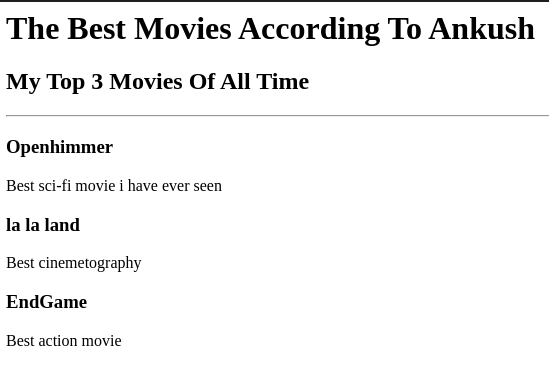 The Best Movies According To Ankush
My Top 3 Movies Of All Time
Openhimmer
Best sci-fi movie i have ever seen
la la land
Best cinemetography
EndGame
Best action movie